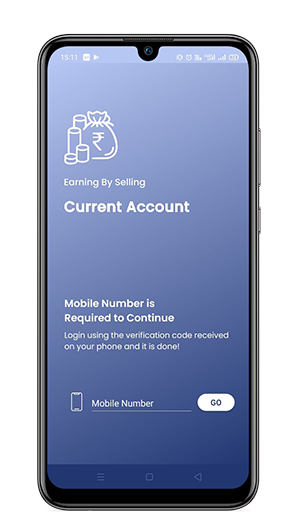 15:11
₹
Earning By Selling
Current Account
Mobile Number is
Required to Continue
Login using the verification code received
on your phone and it is done!
Mobile Number
GO